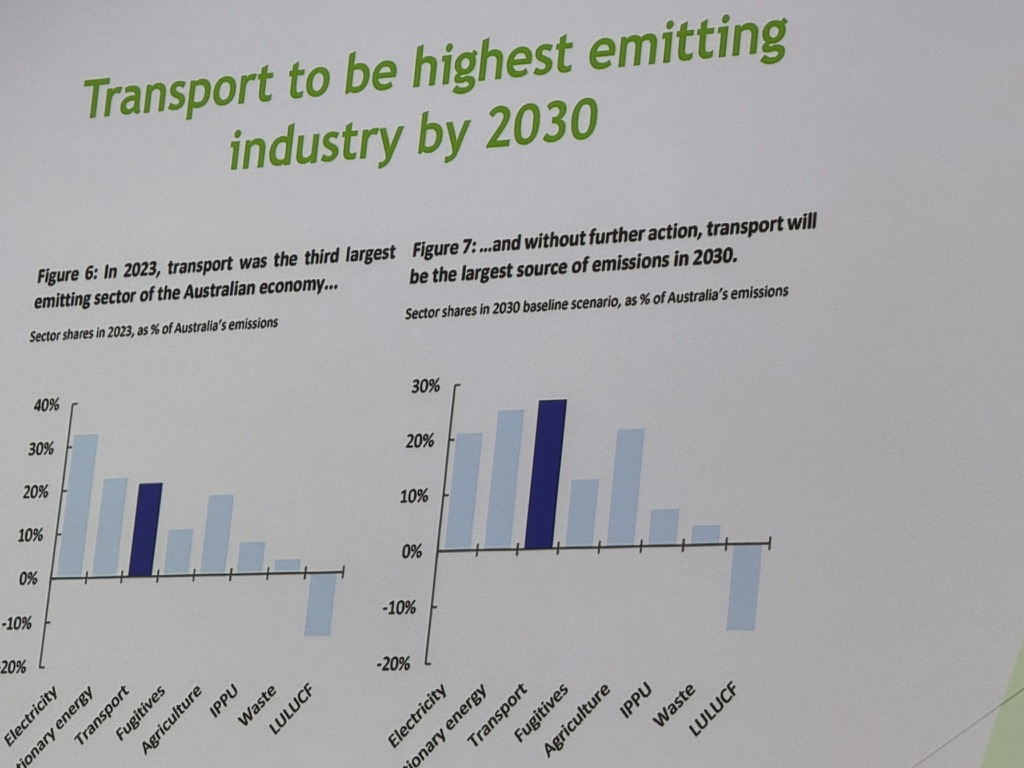 Transport to be highest emitting
industry by 2030
Figure 6: In 2023, transport was the third largest
emitting sector of the Australian economy...
Sector shares in 2023, as % of Australia's emissions
40%
30%
20%
10%
0%
-10%
20%
Electricity
tionary energy
Transport
Fugitives
Agriculture
IPPU
Waste
LULUCF
Figure 7: ...and without further action, transport will
be the largest source of emissions in 2030.
Sector shares in 2030 baseline scenario, as % of Australia's emissions
30%
20%
10%
0%
-10%
-20%
Electricity
ionary energy
Transport
Fugitives
Agriculture
IPPU
Waste
LULUCF